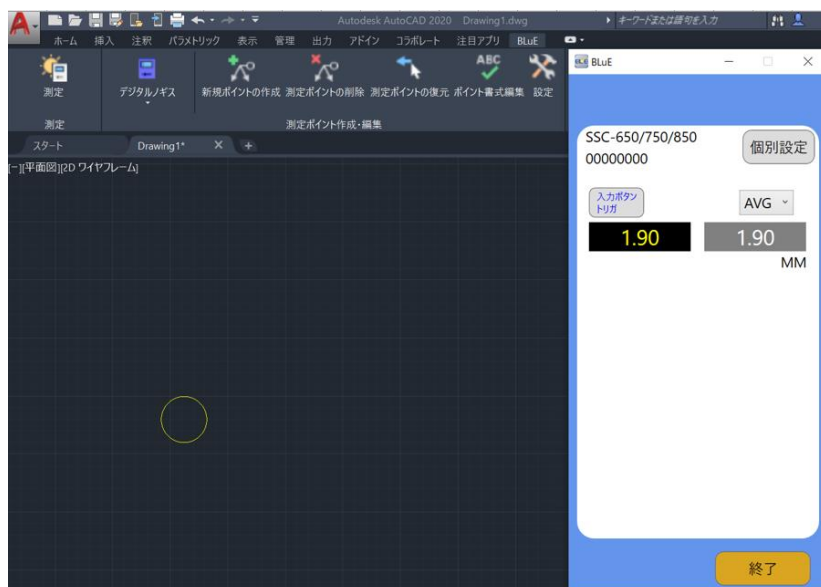 Autodesk AutoCAD 2020 Drawing1.dwg
キーワードまたは語句を入力
ホーム 挿入 注釈 パラメトリック 表示 管理 出力 アドイン コラボレート 注目アプリ BLuE
測定
デジタルノギス
新規ポイントの作成 測定ポイントの削除 測定ポイントの復元 ポイント書式編集 設定
ABC
測定
測定ポイント作成・編集
スタート
Drawing1*
[−][平面図][2D ワイヤフレーム]
BLuE
SSC-650/750/850
00000000
個別設定
入力ボタン
トリガ
AVG
1.90
1.90
MM
終了